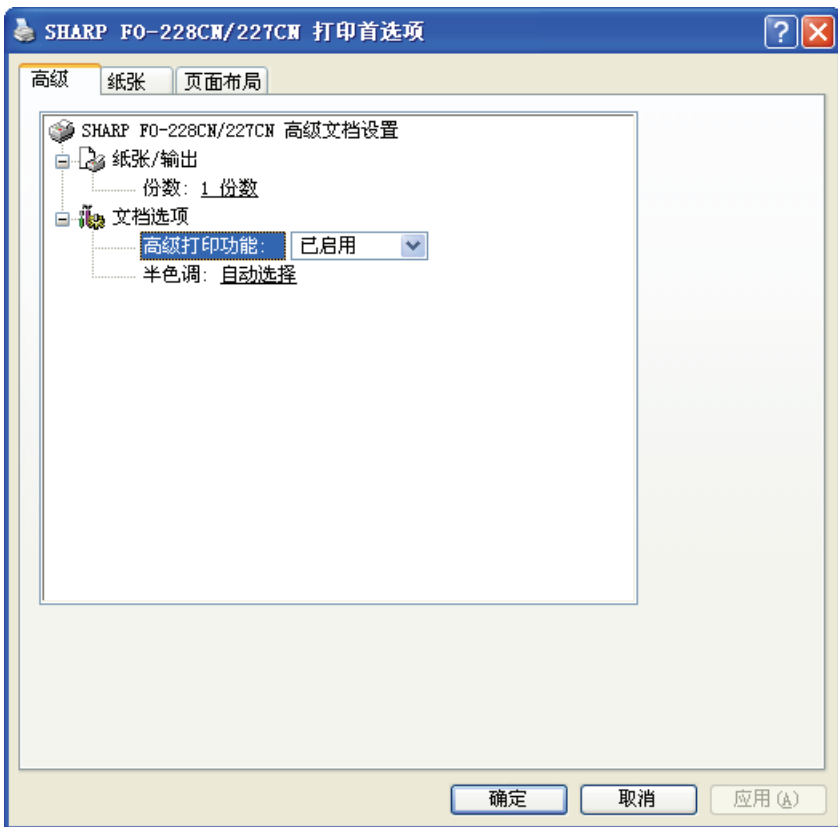 SHARP FO-228CN/227CN 打印首选项
高级 纸张 页面布局
SHARP FO-228CN/227CN 高级文档设置
纸张/输出
份数: 1 份数
文档选项
高级打印功能: 已启用
半色调: 自动选择
确定 取消 应用(A)